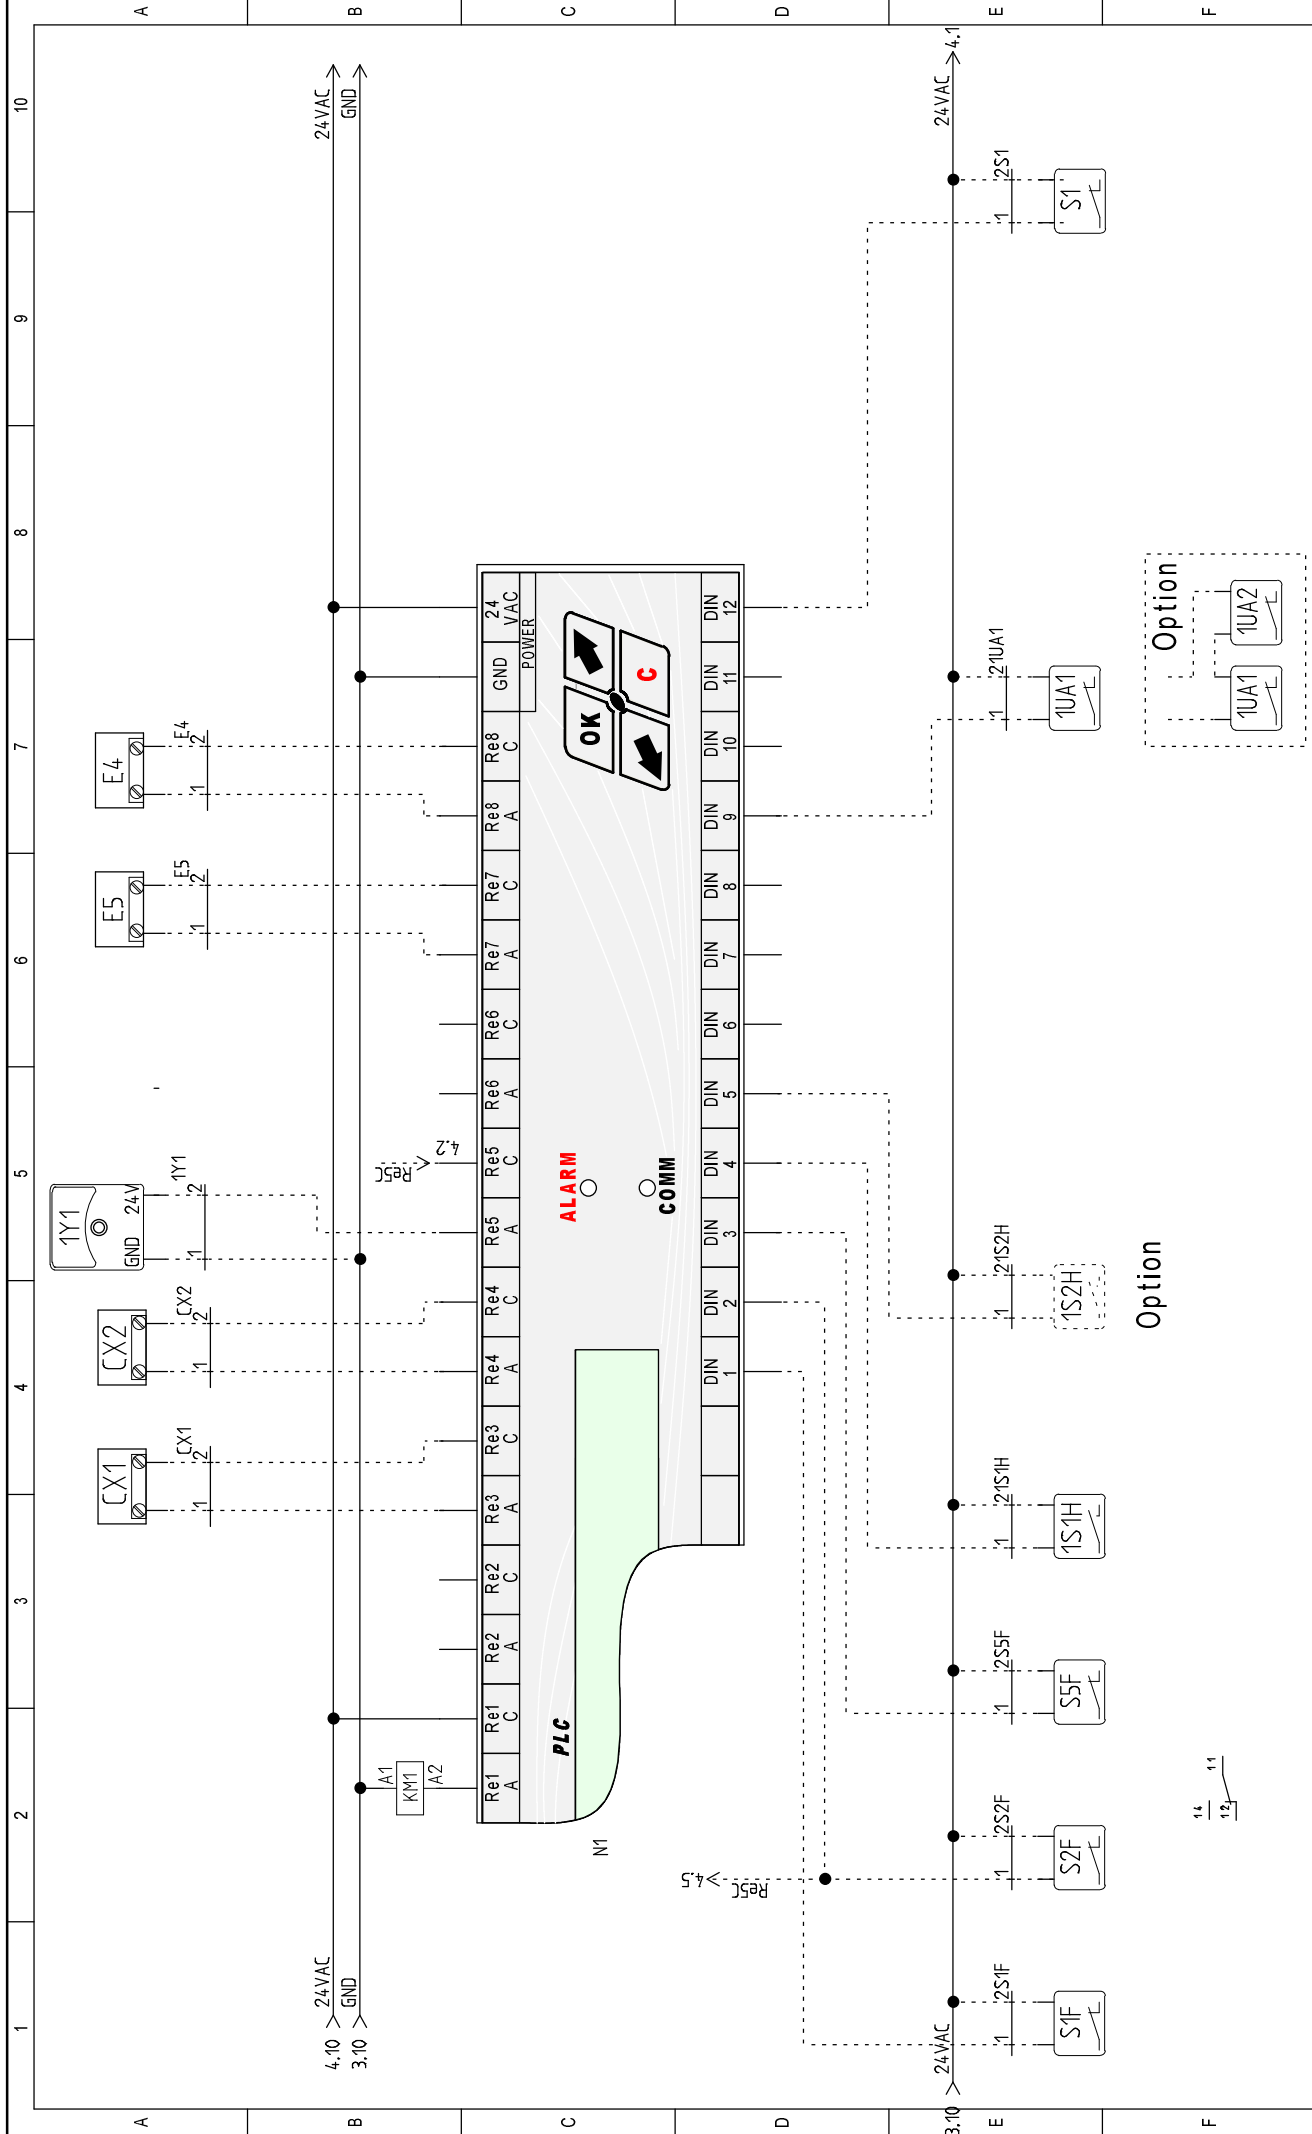 A
B
C
D
E
F
10
9
8
7
6
5
4
3
2
1
24VAC
GND
24VAC
4.1
2S1
1
S1
E4
E4
2
1
E5
E5
2
1
1Y1
GND 24V
1Y1
2
1
CX2
CX2
2
1
CX1
CX1
2
1
Re5C
4.2
A1
KM1
A2
24 VAC
GND
POWER
Re8 C
Re8 A
Re7 C
Re7 A
Re6 C
Re6 A
Re5 C
Re5 A
Re4 C
Re4 A
Re3 C
Re3 A
Re2 C
Re2 A
Re1 C
Re1 A
OK
C
ALARM
COMM
PLC
N1
DIN 12
DIN 11
DIN 10
DIN 9
DIN 8
DIN 7
DIN 6
DIN 5
DIN 4
DIN 3
DIN 2
DIN 1
21UA1
1
1UA1
Option
1UA2
1UA1
21S2H
1
1S2H
Option
21S1H
1
1S1H
2S5F
1
S5F
2S2F
1
S2F
4.5
Re5C
2S1F
1
S1F
11
14
12
24VAC
GND
4.10
3.10
24VAC
3.10
A
B
C
D
E
F